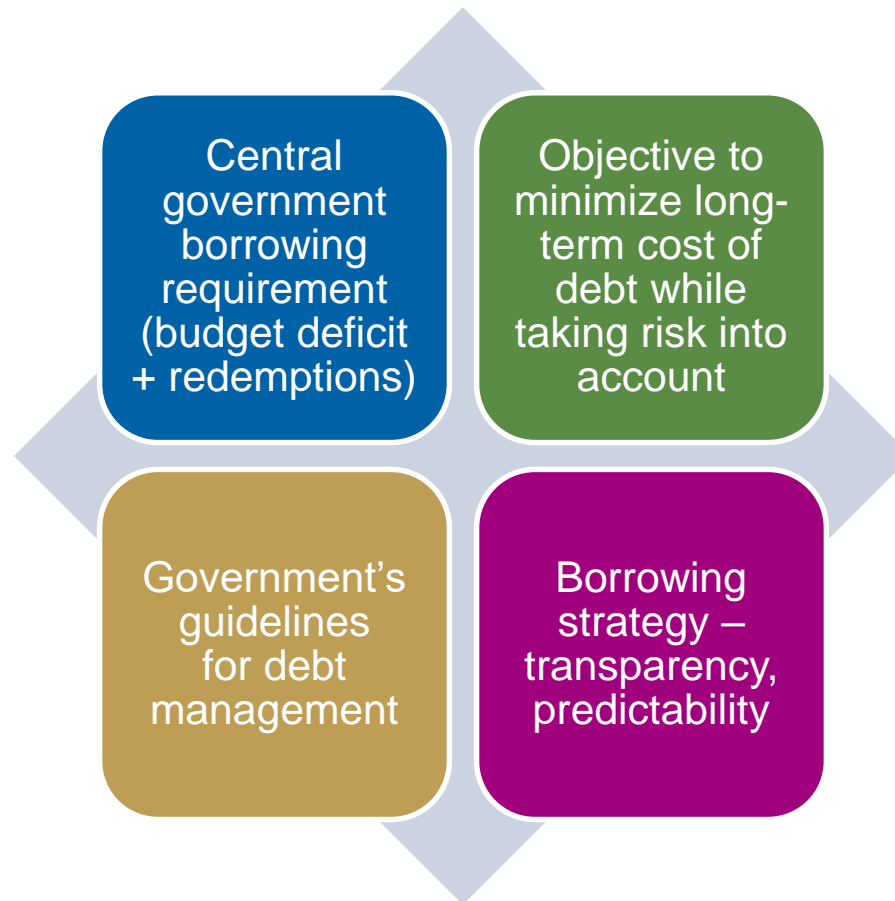 Central
government
borrowing
requirement
(budget deficit
+ redemptions)
Objective to
minimize long-
term cost of
debt while
taking risk into
account
Government’s
guidelines
for debt
management
Borrowing
strategy –
transparency,
predictability